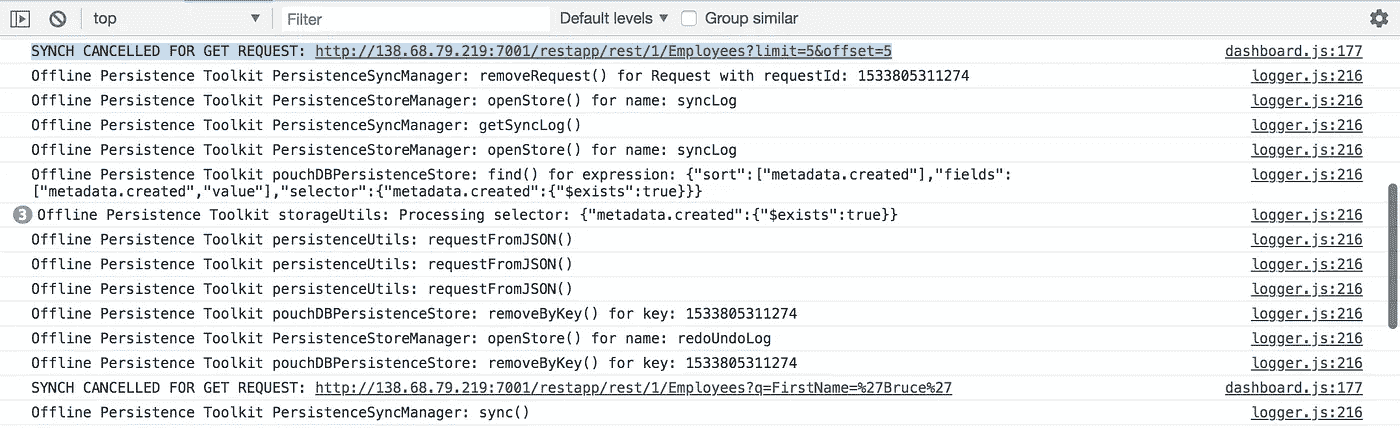 top Filter Default levels Group similar
SYNCH CANCELLED FOR GET REQUEST: http://138.68.79.219:7001/restapp/rest/1/Employees?limit=5&offset=5 dashboard.js:177
Offline Persistence Toolkit PersistenceSyncManager: removeRequest() for Request with requestId: 1533805311274 logger.js:216
Offline Persistence Toolkit PersistenceStoreManager: openStore() for name: syncLog logger.js:216
Offline Persistence Toolkit PersistenceSyncManager: getSyncLog() logger.js:216
Offline Persistence Toolkit PersistenceStoreManager: openStore() for name: syncLog logger.js:216
Offline Persistence Toolkit pouchDBPersistenceStore: find() for expression: {"sort":["metadata.created"],"fields": logger.js:216
["metadata.created","value"],"selector":{"metadata.created":{"$exists":true}}}
3 Offline Persistence Toolkit storageUtils: Processing selector: {"metadata.created":{"$exists":true}} logger.js:216
Offline Persistence Toolkit persistenceUtils: requestFromJSON() logger.js:216
Offline Persistence Toolkit persistenceUtils: requestFromJSON() logger.js:216
Offline Persistence Toolkit persistenceUtils: requestFromJSON() logger.js:216
Offline Persistence Toolkit pouchDBPersistenceStore: removeByKey() for key: 1533805311274 logger.js:216
Offline Persistence Toolkit PersistenceStoreManager: openStore() for name: redoUndoLog logger.js:216
Offline Persistence Toolkit pouchDBPersistenceStore: removeByKey() for key: 1533805311274 logger.js:216
SYNCH CANCELLED FOR GET REQUEST: http://138.68.79.219:7001/restapp/rest/1/Employees?q=FirstName=%27Bruce%27 dashboard.js:177
Offline Persistence Toolkit PersistenceSyncManager: sync() logger.js:216